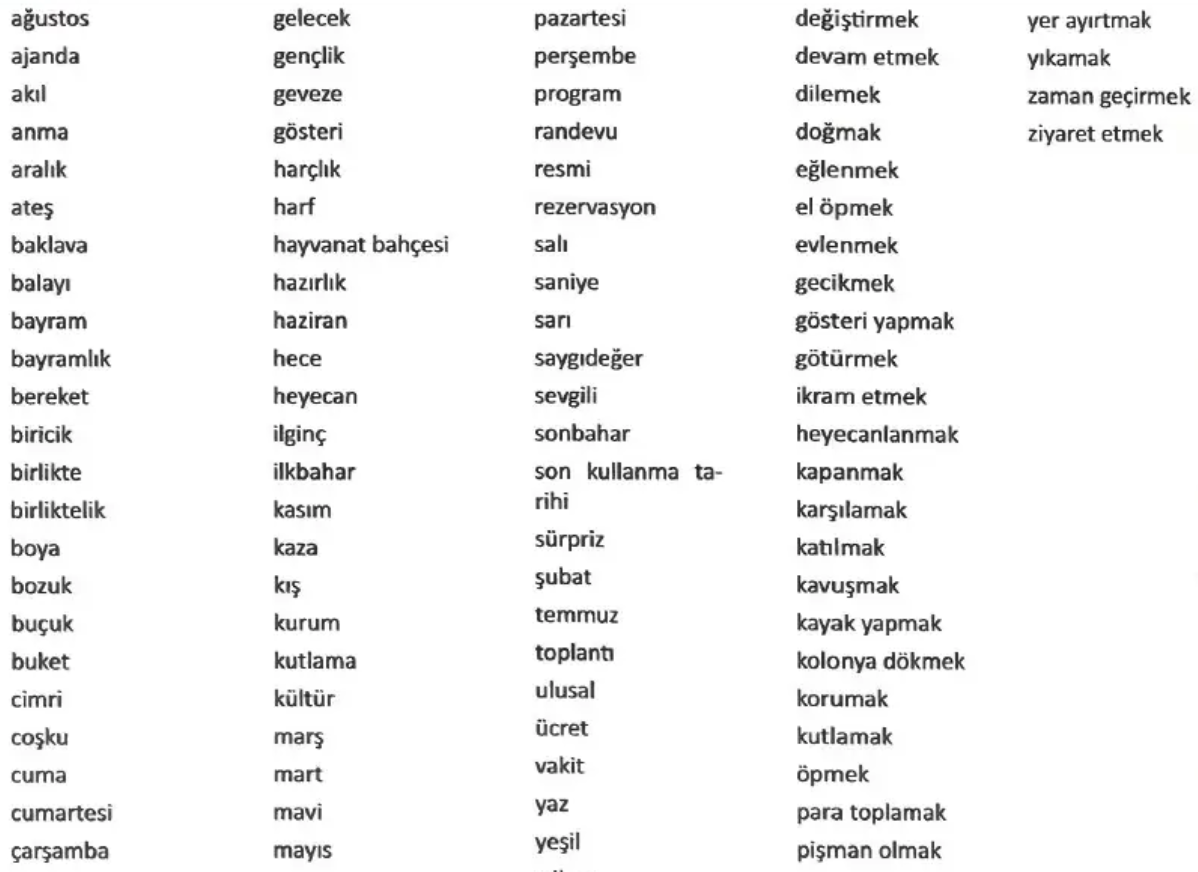 ağustos
ajanda
akıl
anma
aralık
ateş
baklava
balayı
bayram
bayramlık
bereket
biricik
birlikte
birliktelik
boya
bozuk
buçuk
buket
cimri
coşku
cuma
cumartesi
çarşamba
gelecek
gençlik
geveze
gösteri
harçlık
harf
hayvanat bahçesi
hazırlık
haziran
hece
heyecan
ilginç
ilkbahar
kasım
kaza
kış
kurum
kutlama
kültür
marş
mart
mavi
mayıs
pazartesi
perşembe
program
randevu
resmi
rezervasyon
salı
saniye
sarı
saygıdeğer
sevgili
sonbahar
son kullanma ta-
rihi
sürpriz
şubat
temmuz
toplantı
ulusal
ücret
vakit
yaz
yeşil
değiştirmek
devam etmek
dilemek
doğmak
eğlenmek
el öpmek
evlenmek
gecikmek
gösteri yapmak
götürmek
ikram etmek
heyecanlanmak
kapanmak
karşılamak
katılmak
kavuşmak
kayak yapmak
kolonya dökmek
korumak
kutlamak
öpmek
para toplamak
pişman olmak
yer ayırtmak
yıkamak
zaman geçirmek
ziyaret etmek